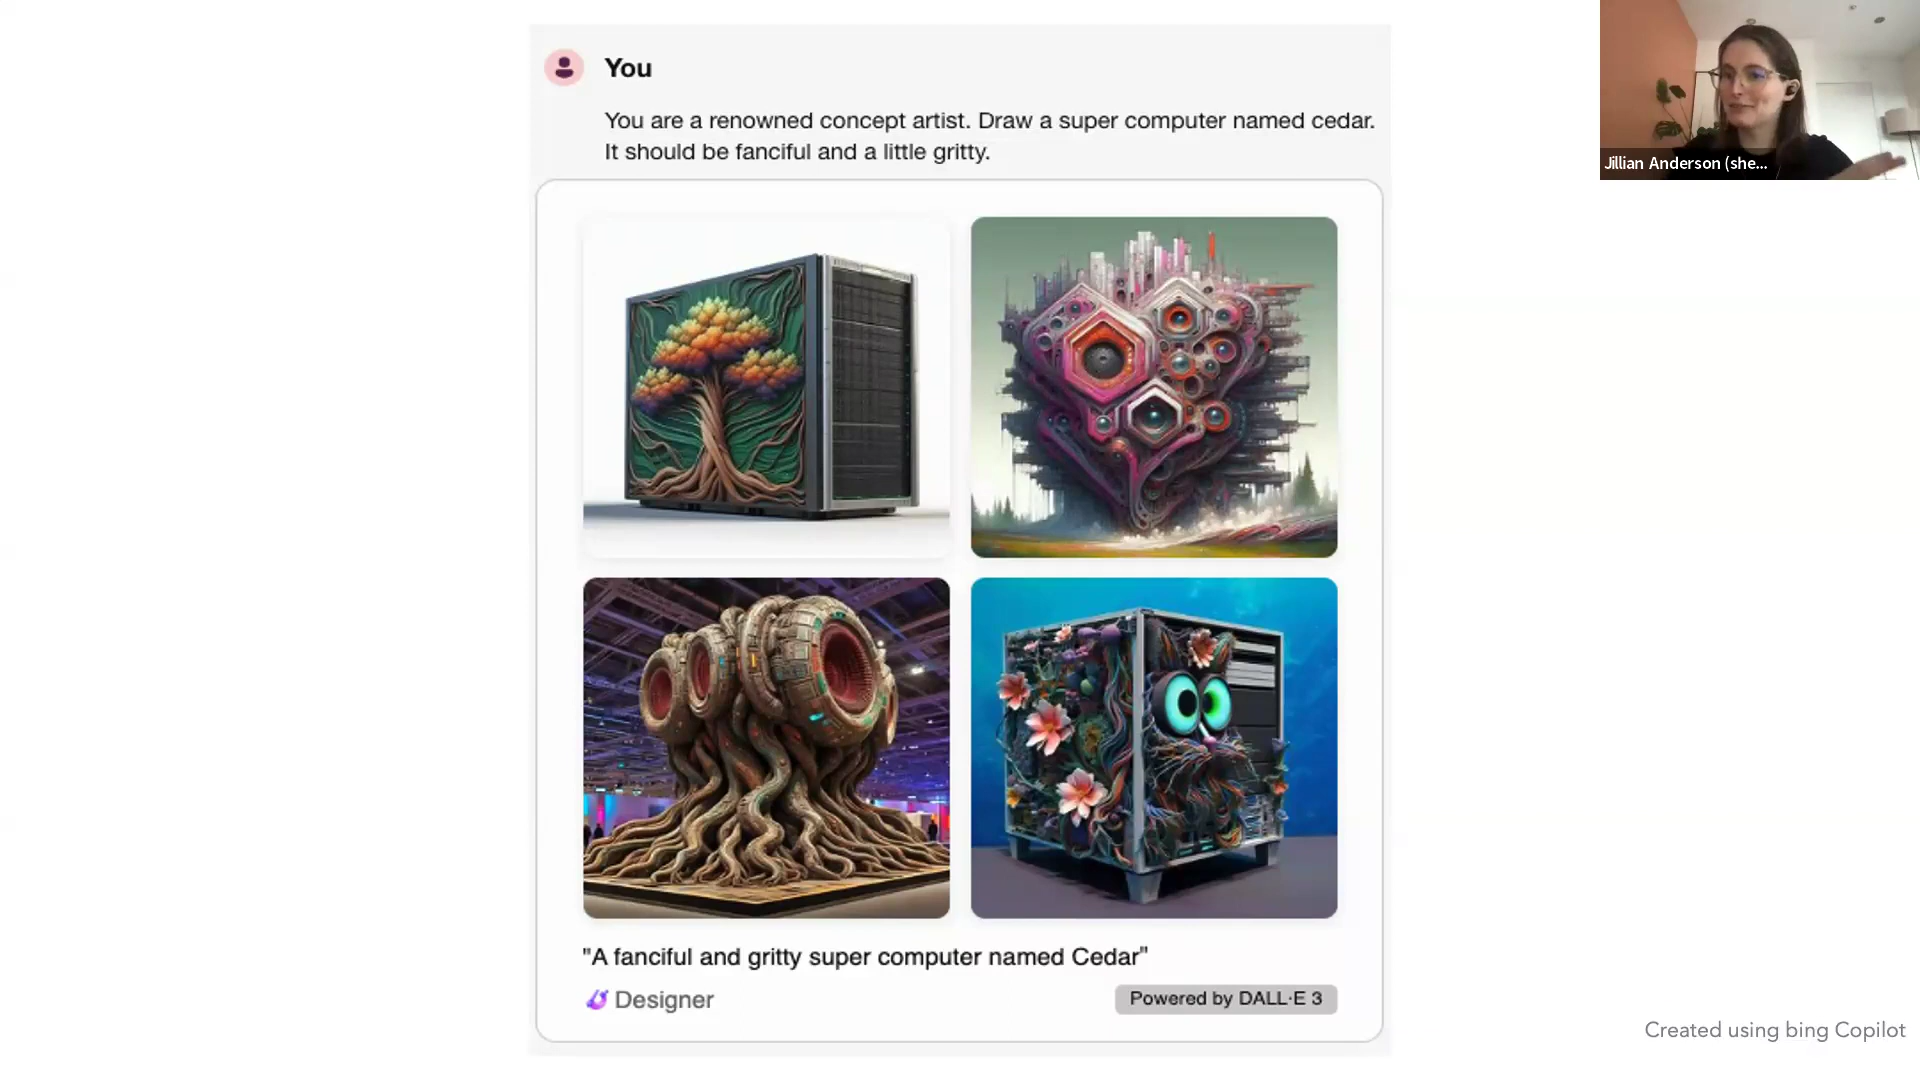 You
You are a renowned concept artist. Draw a super computer named cedar.
It should be fanciful and a little gritty.
Jillian Anderson (she...
"A fanciful and gritty super computer named Cedar"
Designer
Powered by DALL·E 3
Created using bing Copilot